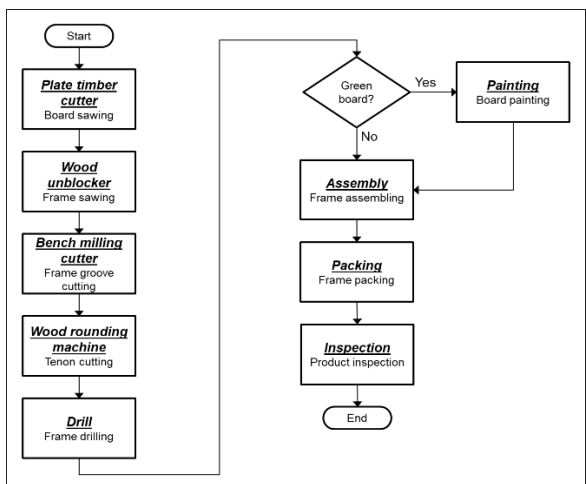 Start
Plate timber
cutter
Board sawing
Wood
unblocker
Frame sawing
Bench milling
cutter
Frame groove
cutting
Wood rounding
machine
Tenon cutting
Drill
Frame drilling
Green
board?
Yes
No
Painting
Board painting
Assembly
Frame assembling
Packing
Frame packing
Inspection
Product inspection
End